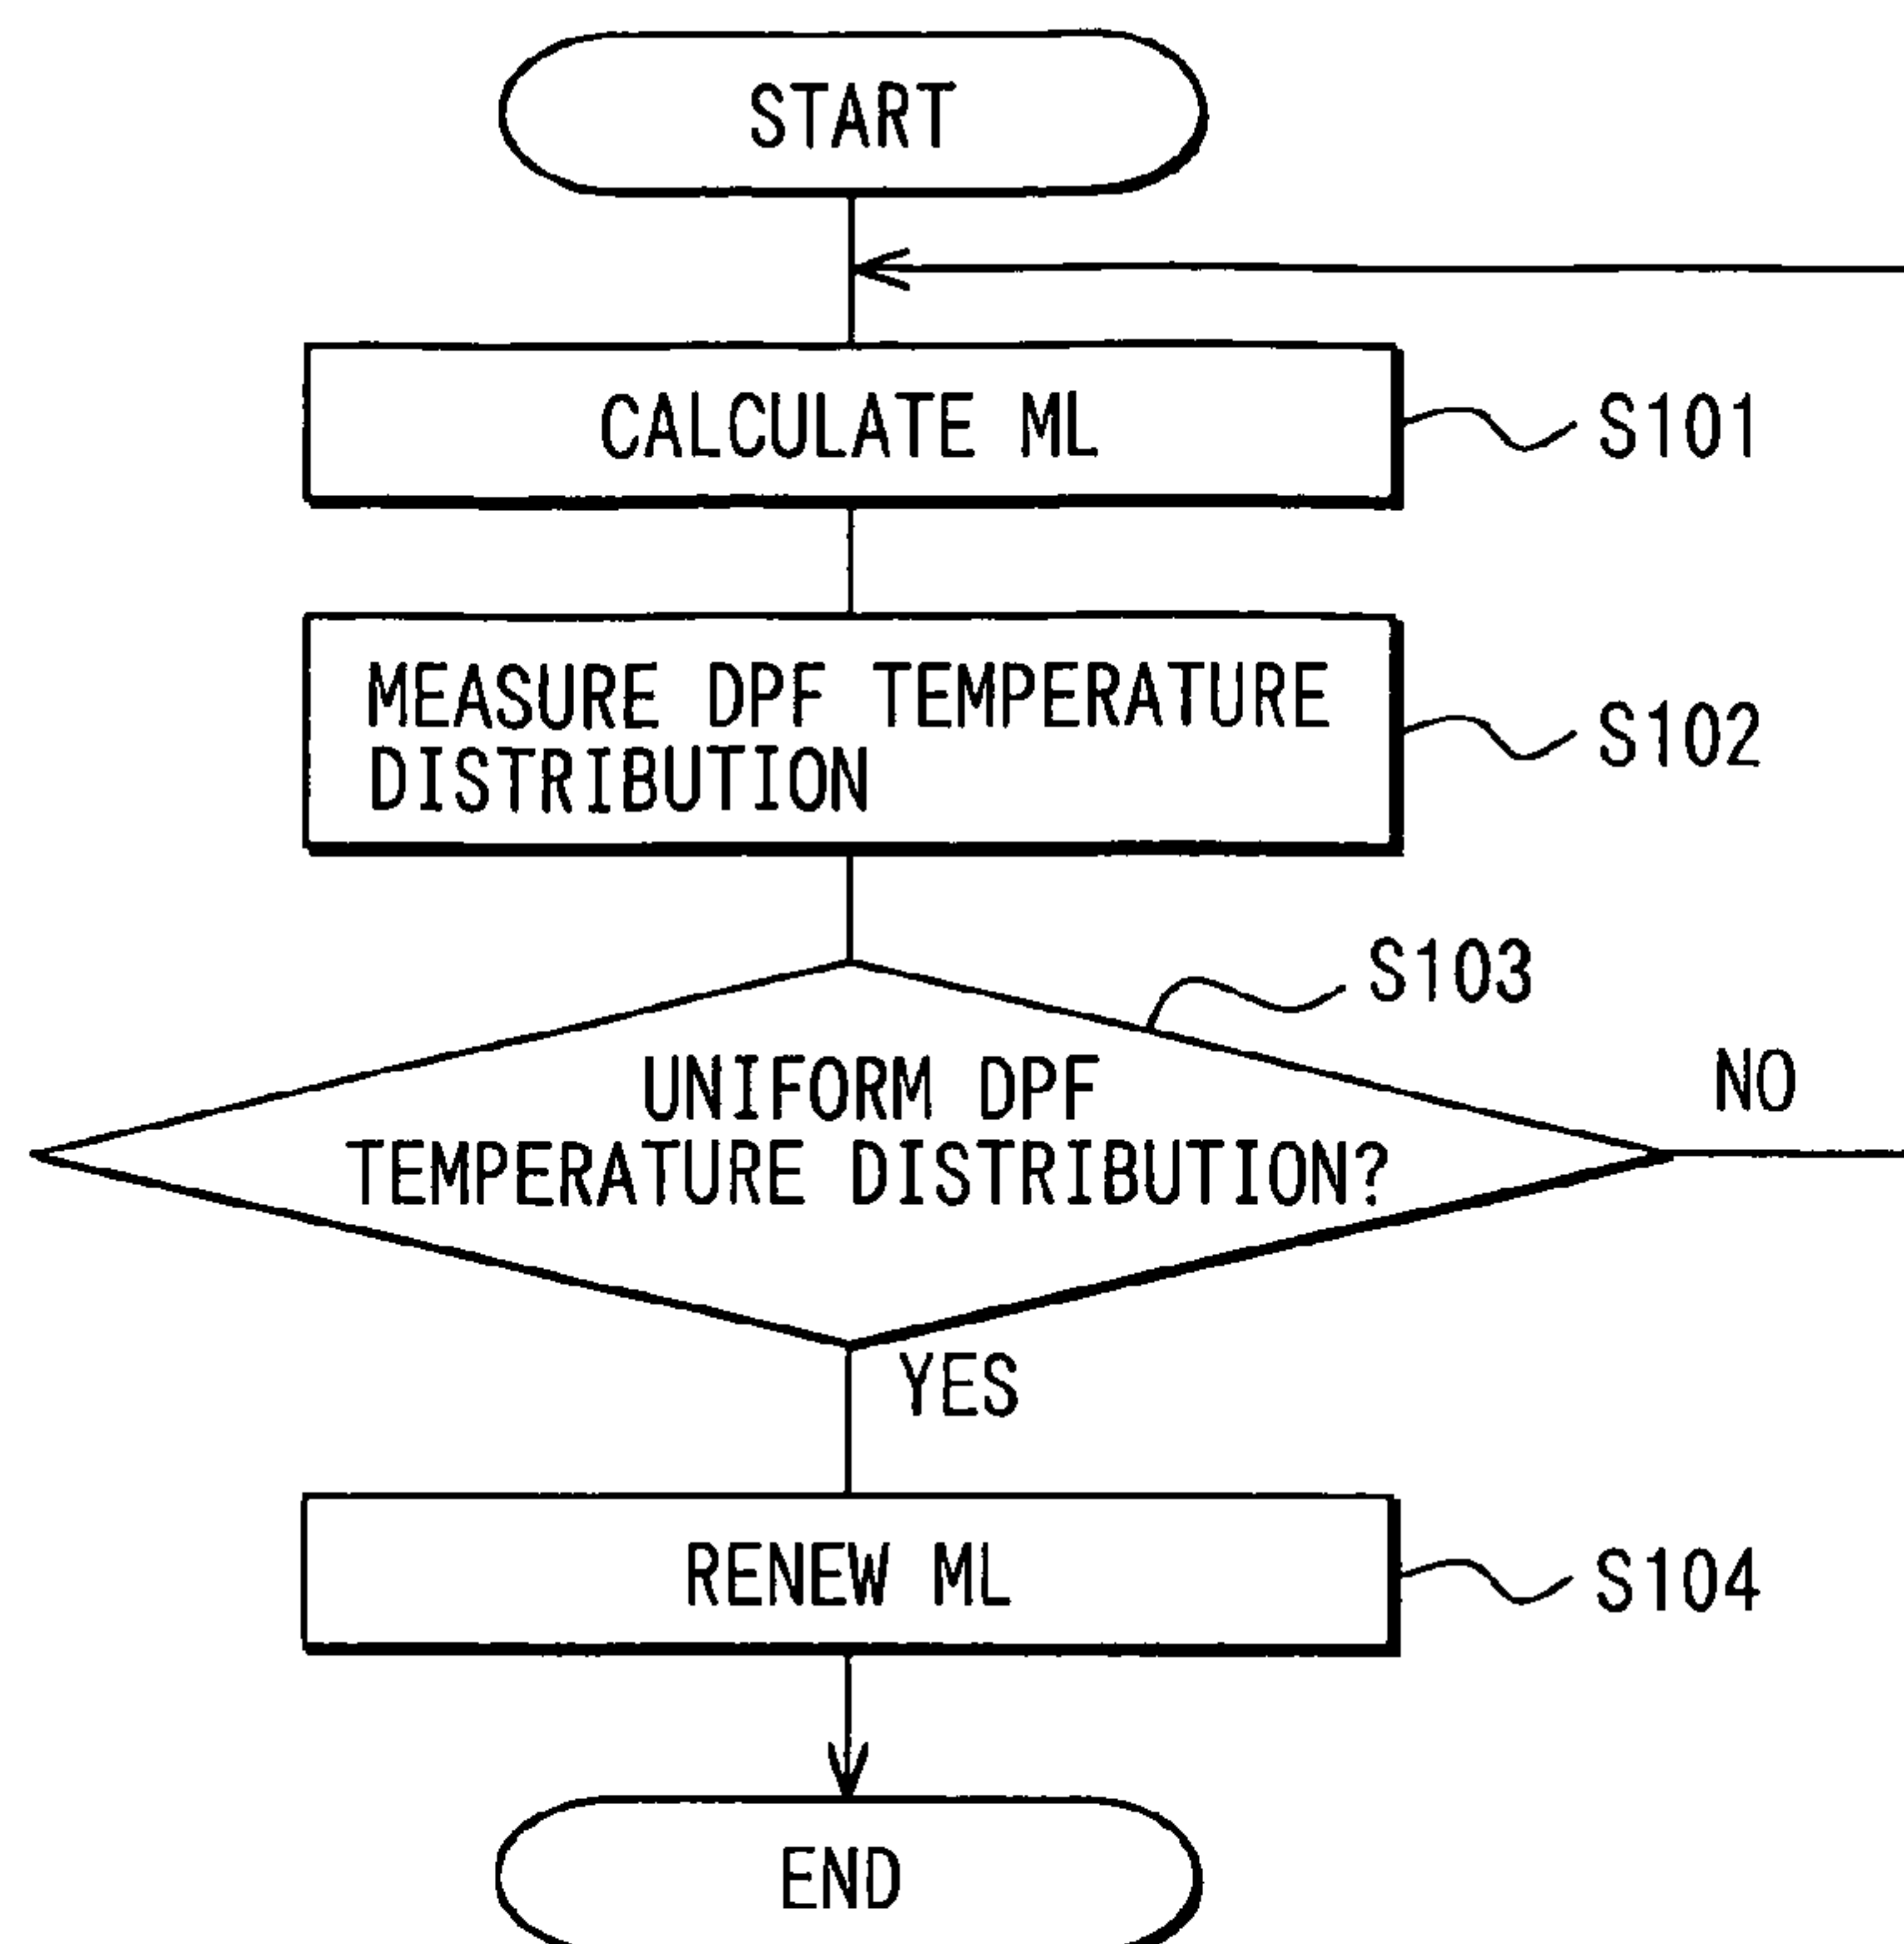 START
CALCULATE ML
S101
MEASURE DPF TEMPERATURE
DISTRIBUTION
S102
S103
UNIFORM DPF
TEMPERATURE DISTRIBUTION?
NO
YES
RENEW ML
S104
END